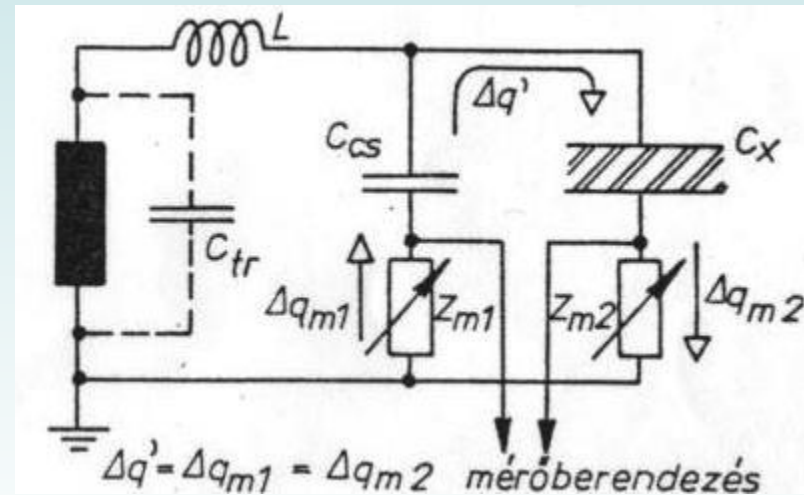 L
Δq'
C_cs
C_x
C_tr
Δq_m1
Z_m1
Z_m2
Δq_m2
Δq' = Δq_m1 = Δq_m2 mérőberendezés